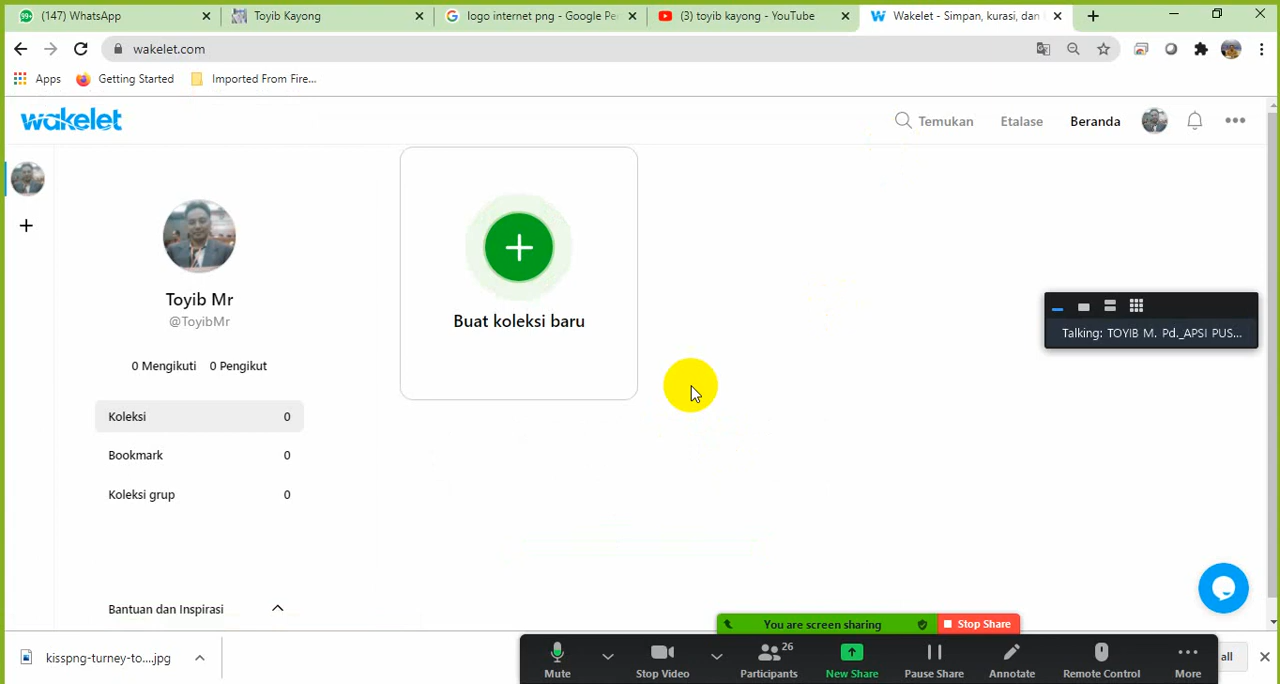 99+ (147) WhatsApp
Toyib Kayong
logo internet png - Google Pe
(3) toyib kayong - YouTube
Wakelet - Simpan, kurasi, dan
wakelet.com
Apps
Getting Started
Imported From Fire...
wakelet
Temukan
Etalase
Beranda
Toyib Mr
@ToyibMr
0 Mengikuti 0 Pengikut
Koleksi 0
Bookmark 0
Koleksi grup 0
Bantuan dan Inspirasi
Buat koleksi baru
Talking: TOYIB M. Pd._APSI PUS...
You are screen sharing
Stop Share
kisspng-turney-to....jpg
Mute
Stop Video
26
Participants
New Share
Pause Share
Annotate
Remote Control
More
all